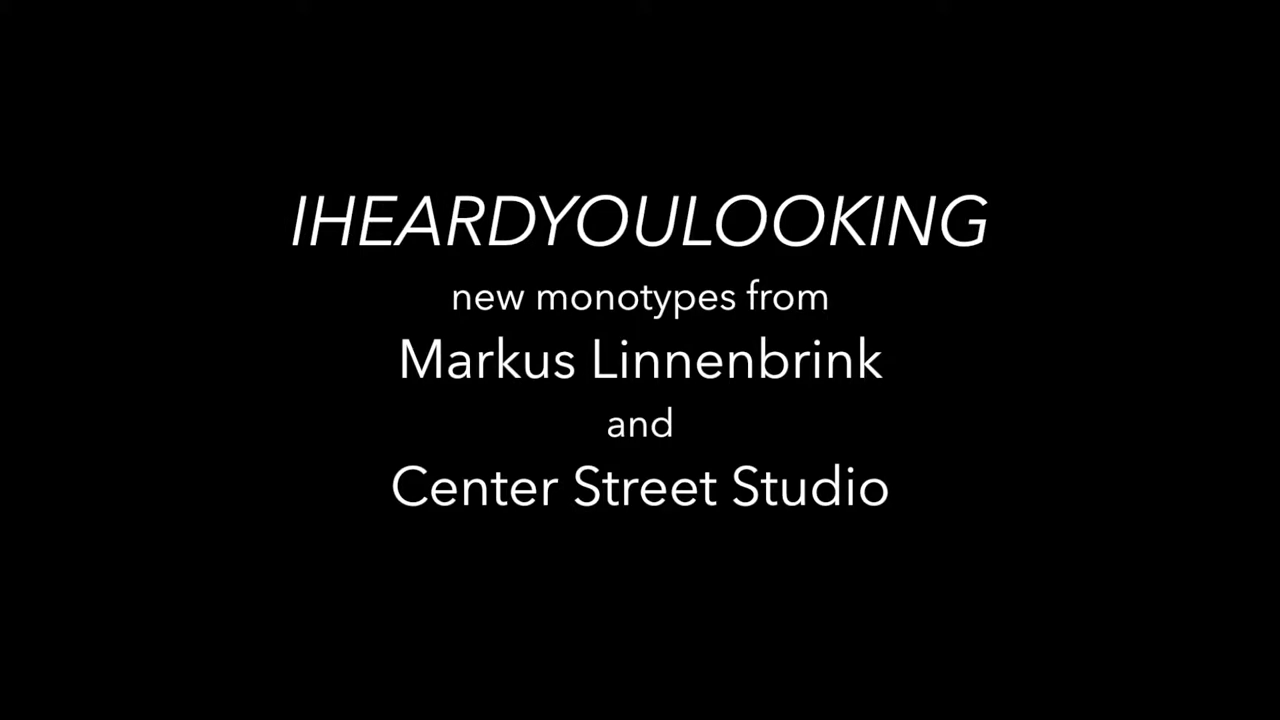 IHEARDYOULOOKING
new monotypes from
Markus Linnenbrink
and
Center Street Studio